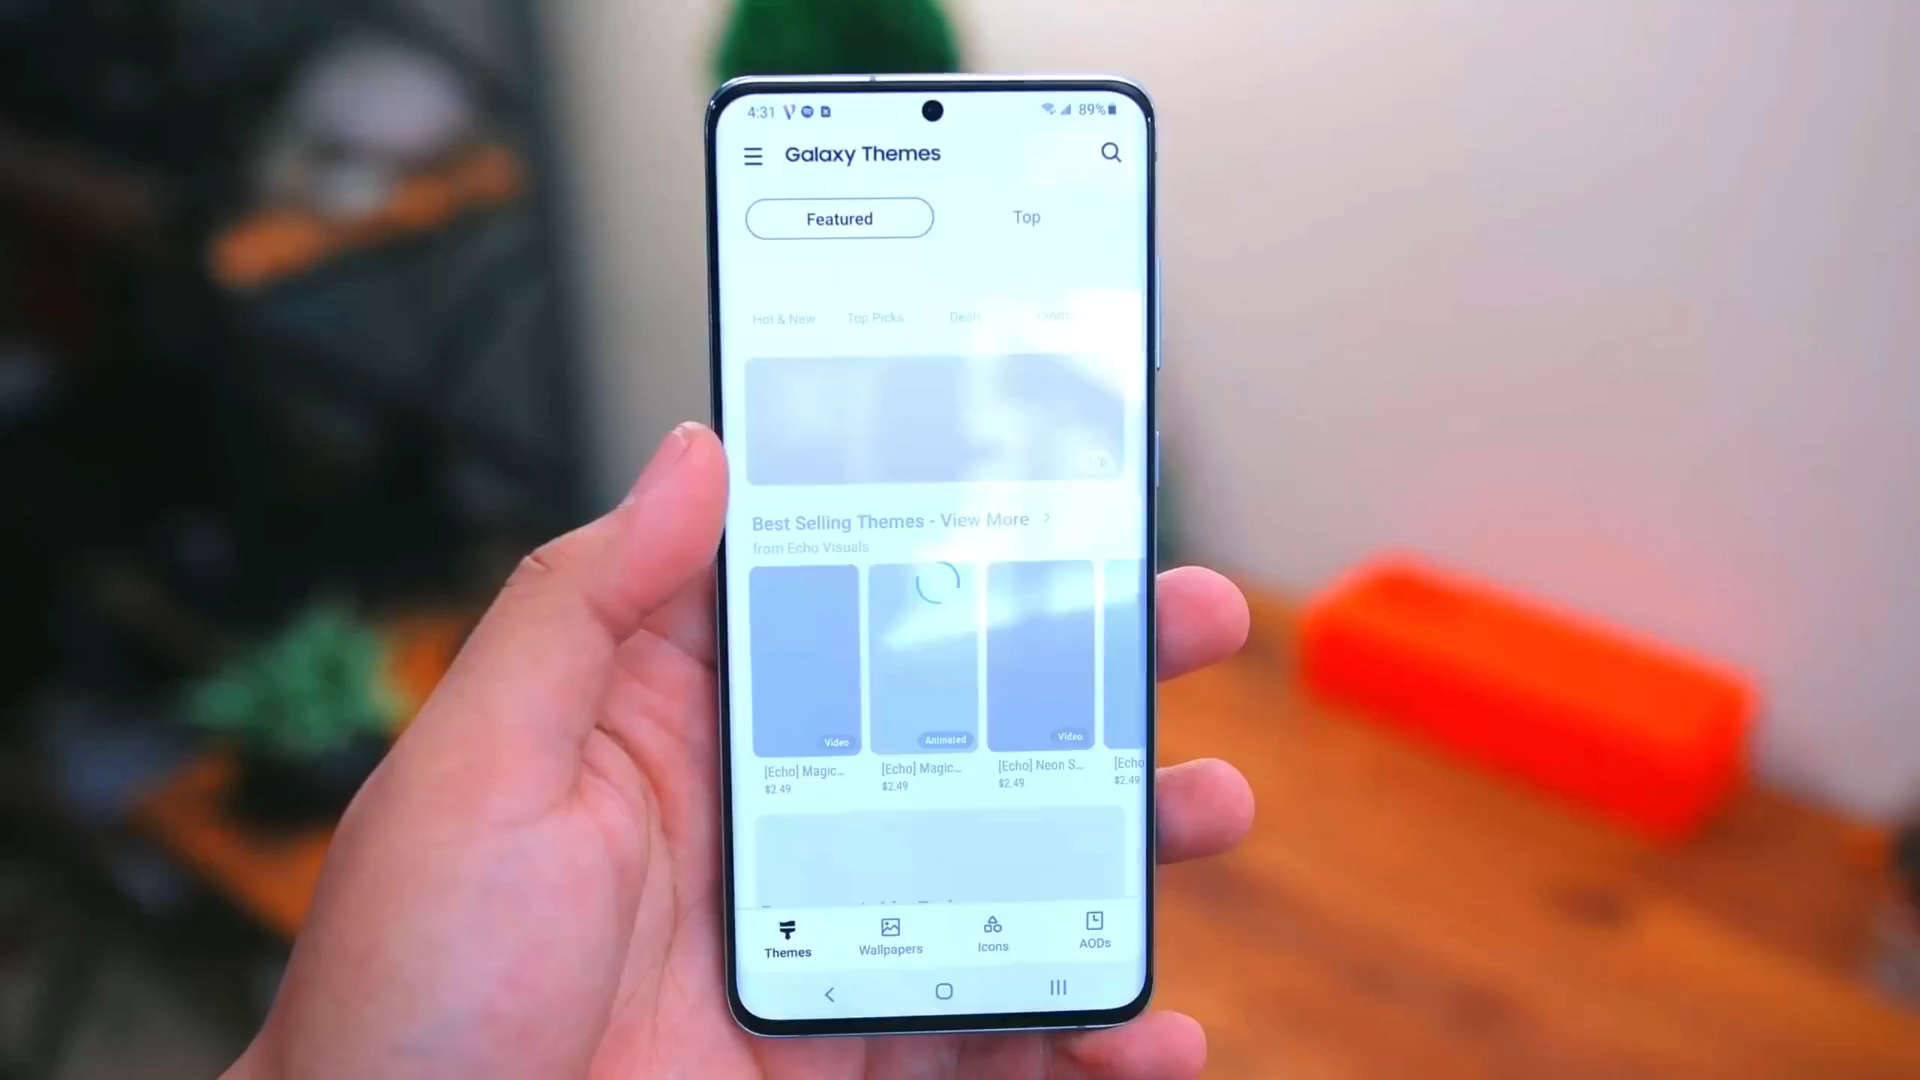 4:31
89%
Galaxy Themes
Featured
Top
Hot & New
Top Picks
Deals
Best Selling Themes - View More
from Echo Visuals
Video
Animated
Video
[Echo] Magic...
[Echo] Magic...
[Echo] Neon S...
[Echo
$2.49
$2.49
$2.49
$2.49
Themes
Wallpapers
Icons
AODs